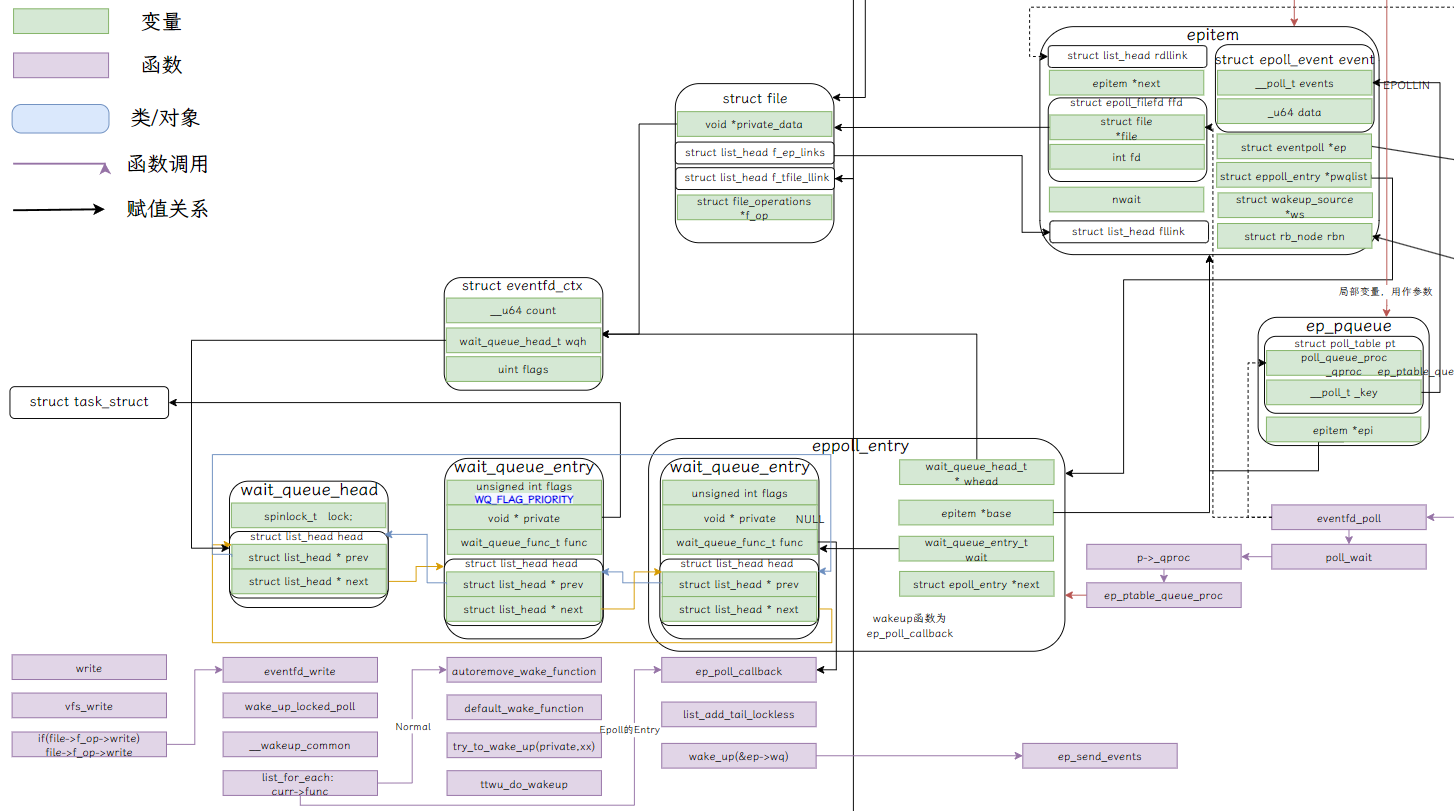 变量
函数
类/对象
函数调用
赋值关系
struct file
void *private_data
struct list_head f_ep_links
struct list_head f_tfile_llink
struct file_operations
*f_op
epitem
struct list_head rdllink
epitem *next
struct epoll_filefd ffd
struct file
*file
int fd
nwait
struct list_head fllink
struct epoll_event event
__poll_t events
_u64 data
struct eventpoll *ep
struct eppoll_entry *pwqlist
struct wakeup_source
*ws
struct rb_node rbn
EPOLLIN
局部变量，用作参数
ep_pqueue
struct poll_table pt
poll_queue_proc
_qproc
ep_ptable_que
__poll_t _key
epitem *epi
struct eventfd_ctx
__u64 count
wait_queue_head_t wqh
uint flags
struct task_struct
wait_queue_head
spinlock_t lock;
struct list_head head
struct list_head * prev
struct list_head * next
wait_queue_entry
unsigned int flags
WQ_FLAG_PRIORITY
void * private
wait_queue_func_t func
struct list_head head
struct list_head * prev
struct list_head * next
eppoll_entry
wait_queue_entry
unsigned int flags
void * private
NULL
wait_queue_func_t func
struct list_head head
struct list_head * prev
struct list_head * next
wait_queue_head_t
* whead
epitem *base
wait_queue_entry_t
wait
struct epoll_entry *next
wakeup函数为
ep_poll_callback
eventfd_poll
poll_wait
p->_qproc
ep_ptable_queue_proc
write
vfs_write
if(file->f_op->write)
file->f_op->write
eventfd_write
wake_up_locked_poll
__wakeup_common
list_for_each:
curr->func
Normal
autoremove_wake_function
default_wake_function
try_to_wake_up(private,xx)
ttwu_do_wakeup
Epoll的Entry
ep_poll_callback
list_add_tail_lockless
wake_up(&ep->wq)
ep_send_events